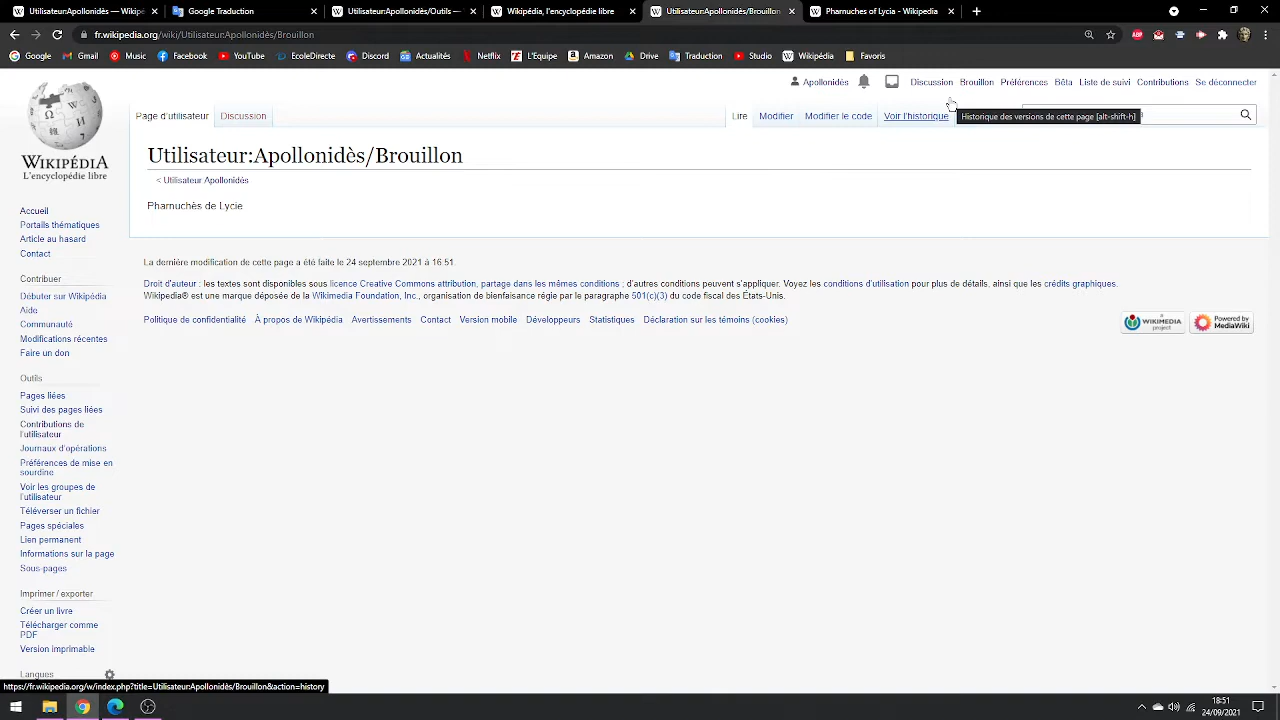 UtilisateurApollonidès — Wikipé
Google Traduction
UtilisateurApollonidès/Outils —
Wikipédia, l'encyclopédie libre
UtilisateurApollonidès/Brouillon
Pharnuches of Lycia - Wikipedia
fr.wikipedia.org/wiki/UtilisateurApollonidès/Brouillon
Google Gmail Music Facebook YouTube EcoleDirecte Discord Actualités Netflix L'Equipe Amazon Drive Traduction Studio Wikipédia Favoris
Apollonidès Discussion Brouillon Préférences Bêta Liste de suivi Contributions Se déconnecter
Page d'utilisateur Discussion Lire Modifier Modifier le code Voir l'historique
Historique des versions de cette page [alt-shift-h]
WIKIPÉDIA
L'encyclopédie libre
Utilisateur:Apollonidès/Brouillon
< Utilisateur:Apollonidès
Pharnuchès de Lycie
La dernière modification de cette page a été faite le 24 septembre 2021 à 16:51.
Droit d'auteur : les textes sont disponibles sous licence Creative Commons attribution, partage dans les mêmes conditions ; d'autres conditions peuvent s'appliquer. Voyez les conditions d'utilisation pour plus de détails, ainsi que les crédits graphiques.
Wikipedia® est une marque déposée de la Wikimedia Foundation, Inc., organisation de bienfaisance régie par le paragraphe 501(c)(3) du code fiscal des États-Unis.
Politique de confidentialité À propos de Wikipédia Avertissements Contact Version mobile Développeurs Statistiques Déclaration sur les témoins (cookies)
A WIKIMEDIA project
Powered by MediaWiki
Accueil
Portails thématiques
Article au hasard
Contact
Contribuer
Débuter sur Wikipédia
Aide
Communauté
Modifications récentes
Faire un don
Outils
Pages liées
Suivi des pages liées
Contributions de
l'utilisateur
Journaux d'opérations
Préférences de mise en
sourdine
Voir les groupes de
l'utilisateur
Téléverser un fichier
Pages spéciales
Lien permanent
Informations sur la page
Sous-pages
Imprimer / exporter
Créer un livre
Télécharger comme
PDF
Version imprimable
Langues
https://fr.wikipedia.org/w/index.php?title=Utilisateur:Apollonidès/Brouillon&action=history
18:51
24/09/2021